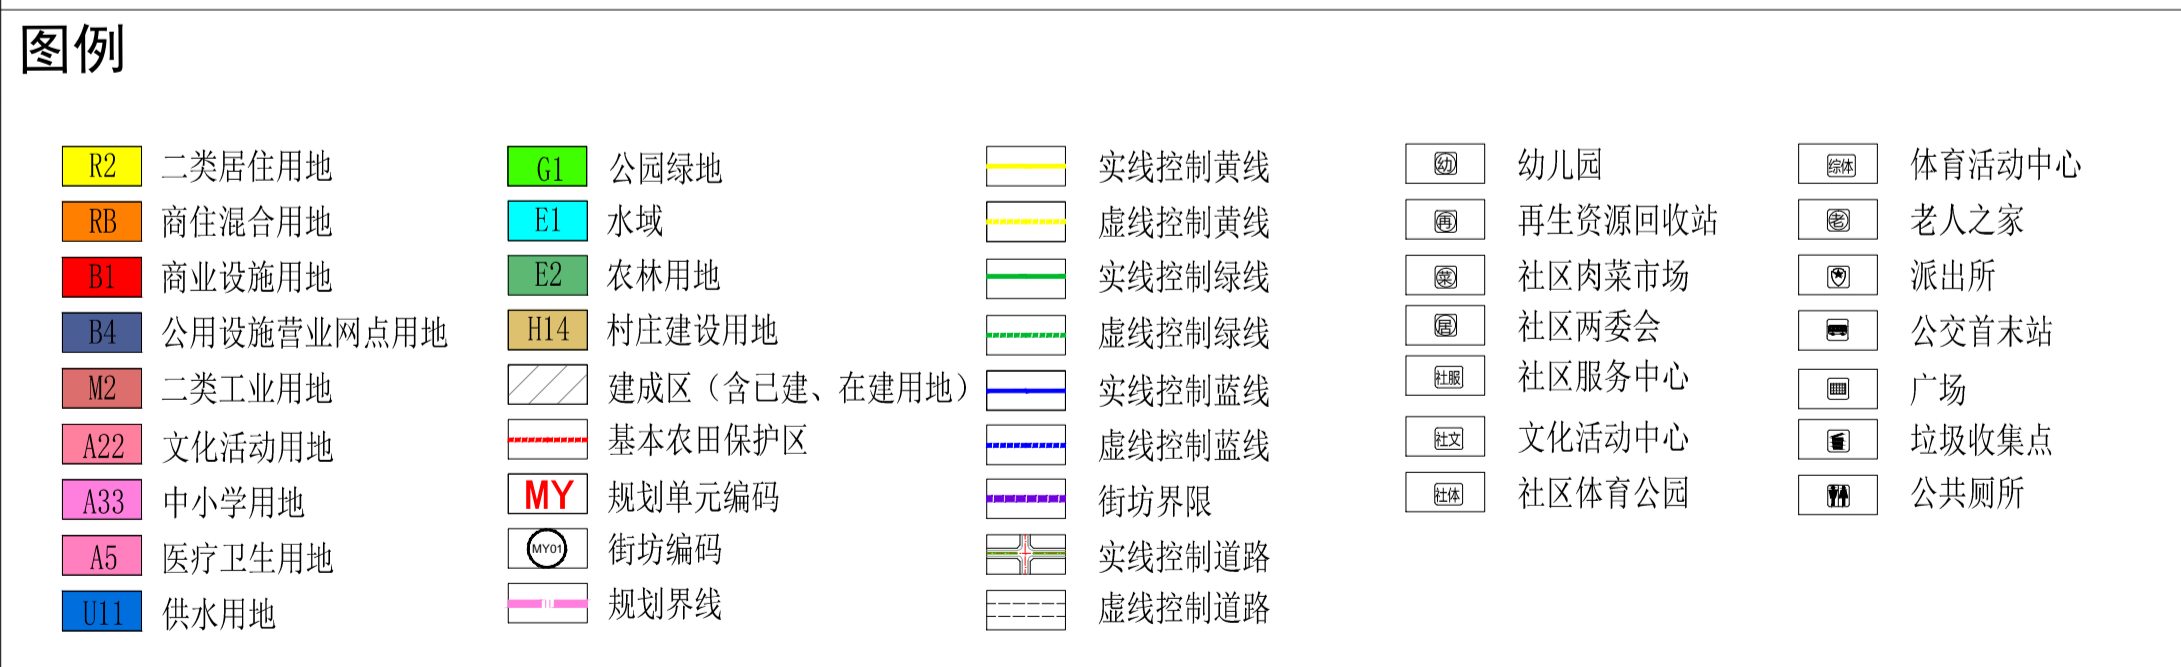 图例
R2 二类居住用地
RB 商住混合用地
B1 商业设施用地
B4 公用设施营业网点用地
M2 二类工业用地
A22 文化活动用地
A33 中小学用地
A5 医疗卫生用地
U11 供水用地
G1 公园绿地
E1 水域
E2 农林用地
H14 村庄建设用地
建成区（含已建、在建用地）
基本农田保护区
MY 规划单元编码
MY01 街坊编码
规划界线
实线控制黄线
虚线控制黄线
实线控制绿线
虚线控制绿线
实线控制蓝线
虚线控制蓝线
街坊界限
实线控制道路
虚线控制道路
幼 幼儿园
再 再生资源回收站
菜 社区肉菜市场
居 社区两委会
社服 社区服务中心
社文 文化活动中心
社体 社区体育公园
综体 体育活动中心
老 老人之家
派出所
公交首末站
广场
垃圾收集点
公共厕所